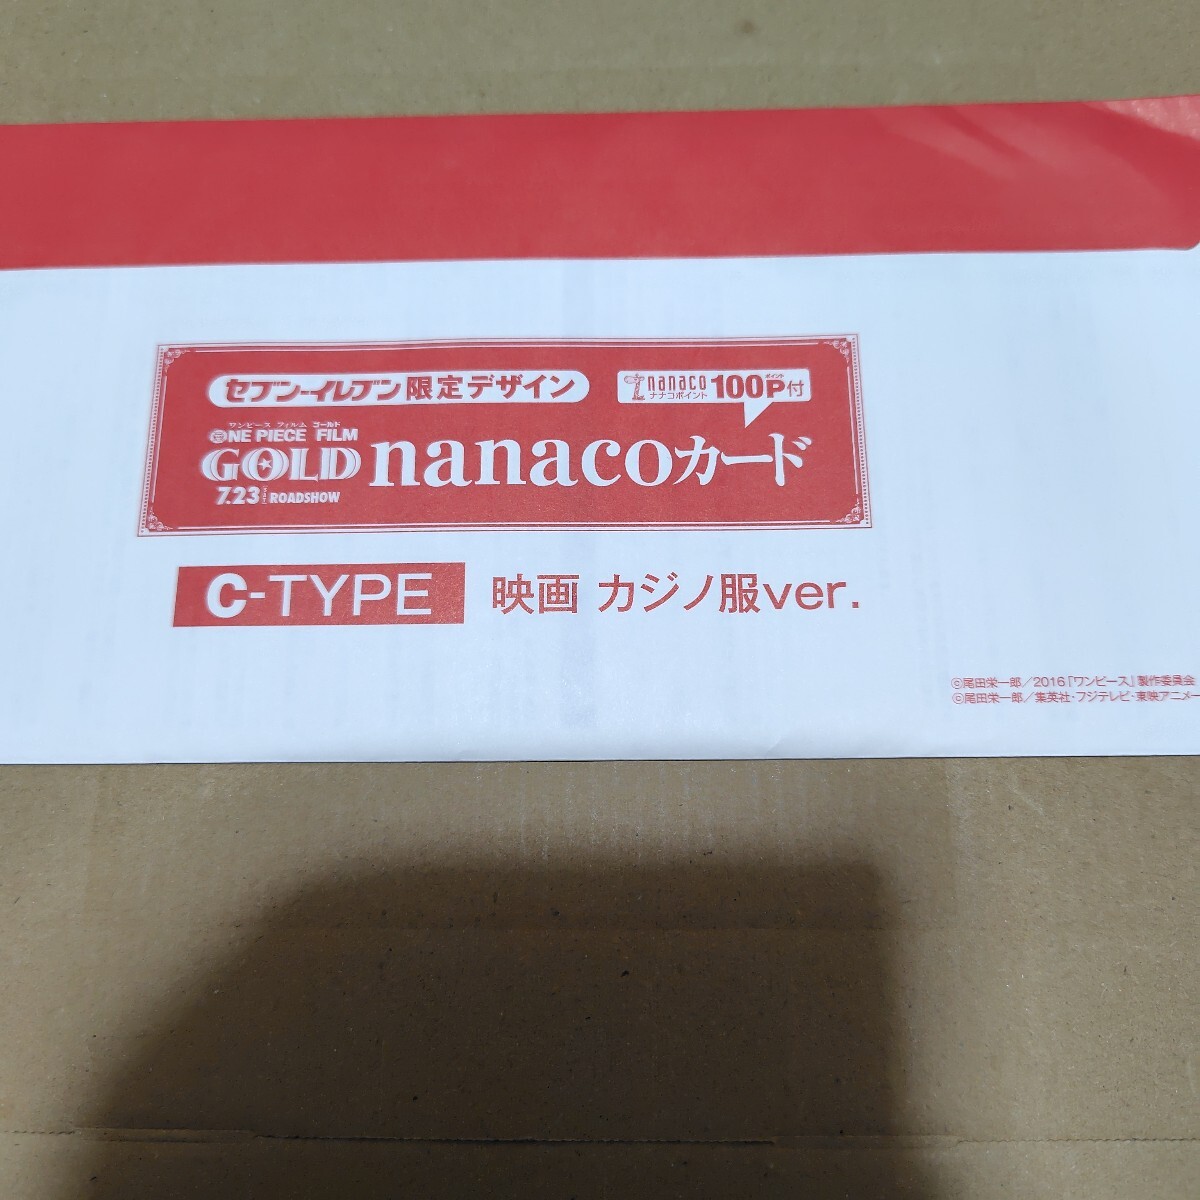 セブン-イレブン限定デザイン
nanaco
ナナコポイント
ポイント
100P付
ワンピース フィルム ゴールド
ONE PIECE FILM
GOLD
7.23 ROADSHOW
nanacoカード
C-TYPE 映画 カジノ服ver.
©尾田栄一郎／2016「ワンピース」製作委員会
©尾田栄一郎／集英社・フジテレビ・東映アニメー